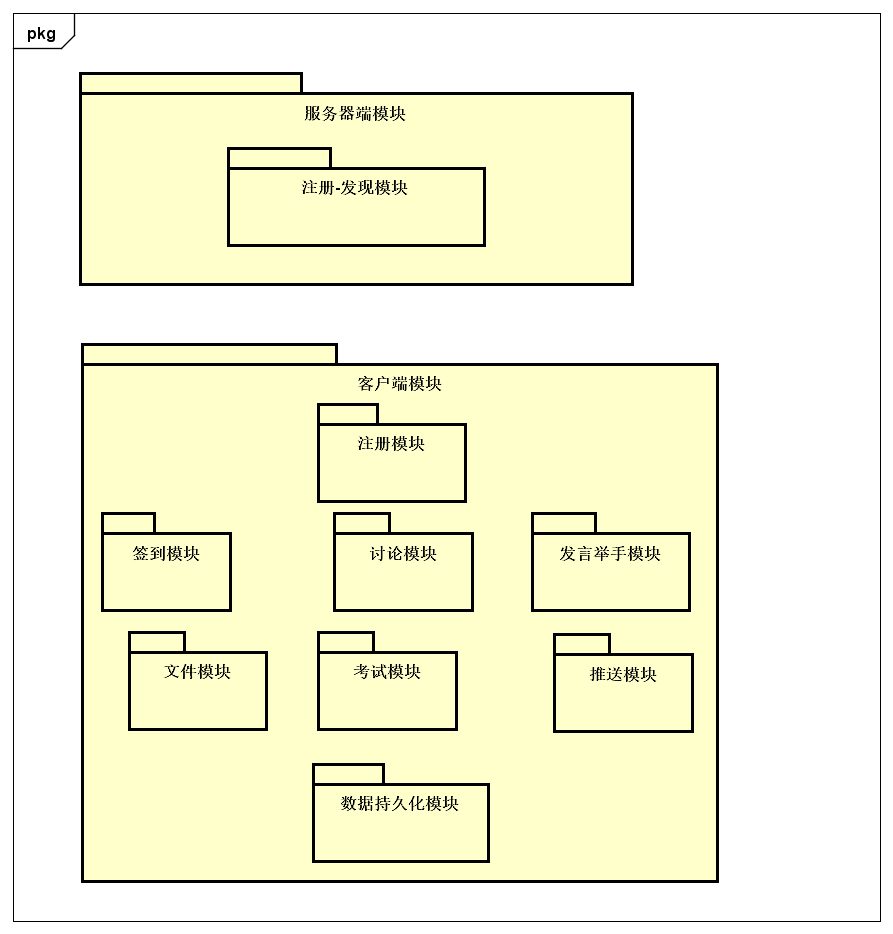 pkg
服务器端模块
注册-发现模块
客户端模块
注册模块
签到模块
讨论模块
发言举手模块
文件模块
考试模块
推送模块
数据持久化模块